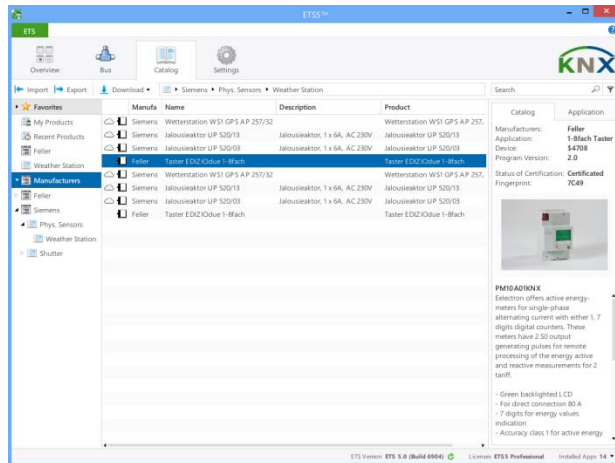 ETS5™
ETS
Overview
Bus
Catalog
Settings
KNX
Import Export Download Siemens Phys. Sensors Weather Station
Search
Favorites
My Products
Recent Products
Feller
Weather Station
Manufacturers
Feller
Siemens
Phys. Sensors
Weather Station
Shutter
Manufa Name Description Product
Siemens Wetterstation WS1 GPS AP 257/32 Wetterstation WS1 GPS AP 257,
Siemens Jalousieaktor UP 520/13 Jalousieaktor, 1 x 6A, AC 230V Jalousieaktor UP 520/13
Siemens Jalousieaktor UP 520/03 Jalousieaktor, 1 x 6A, AC 230V Jalousieaktor UP 520/03
Feller Taster EDIZIOdue 1-8fach Taster EDIZIOdue 1-8fach
Siemens Wetterstation WS1 GPS AP 257/32 Wetterstation WS1 GPS AP 257,
Siemens Jalousieaktor UP 520/13 Jalousieaktor, 1 x 6A, AC 230V Jalousieaktor UP 520/13
Siemens Jalousieaktor UP 520/03 Jalousieaktor, 1 x 6A, AC 230V Jalousieaktor UP 520/03
Feller Taster EDIZIOdue 1-8fach Taster EDIZIOdue 1-8fach
Catalog Application
Manufacturers: Feller
Application: 1-8fach Taster
Device: $4708
Program Version: 2.0
Status of Certification: Certificated
Fingerprint: 7C49
PM10A01KNX
Eelectron offers active energy-
meters for single-phase
alternating current with either 1, 7
digits digital counters. These
meters have 2 S0 output
generating pulses for remote
processing of the energy active
and reactive measurements for 2
tariff.
- Green backlighted LCD
- For direct connection 80 A
- 7 digits for energy values
indication
- Accuracy class 1 for active energy
ETS Version ETS 5.0 (Build 6904) Licenses ETS5 Professional Installed Apps 14